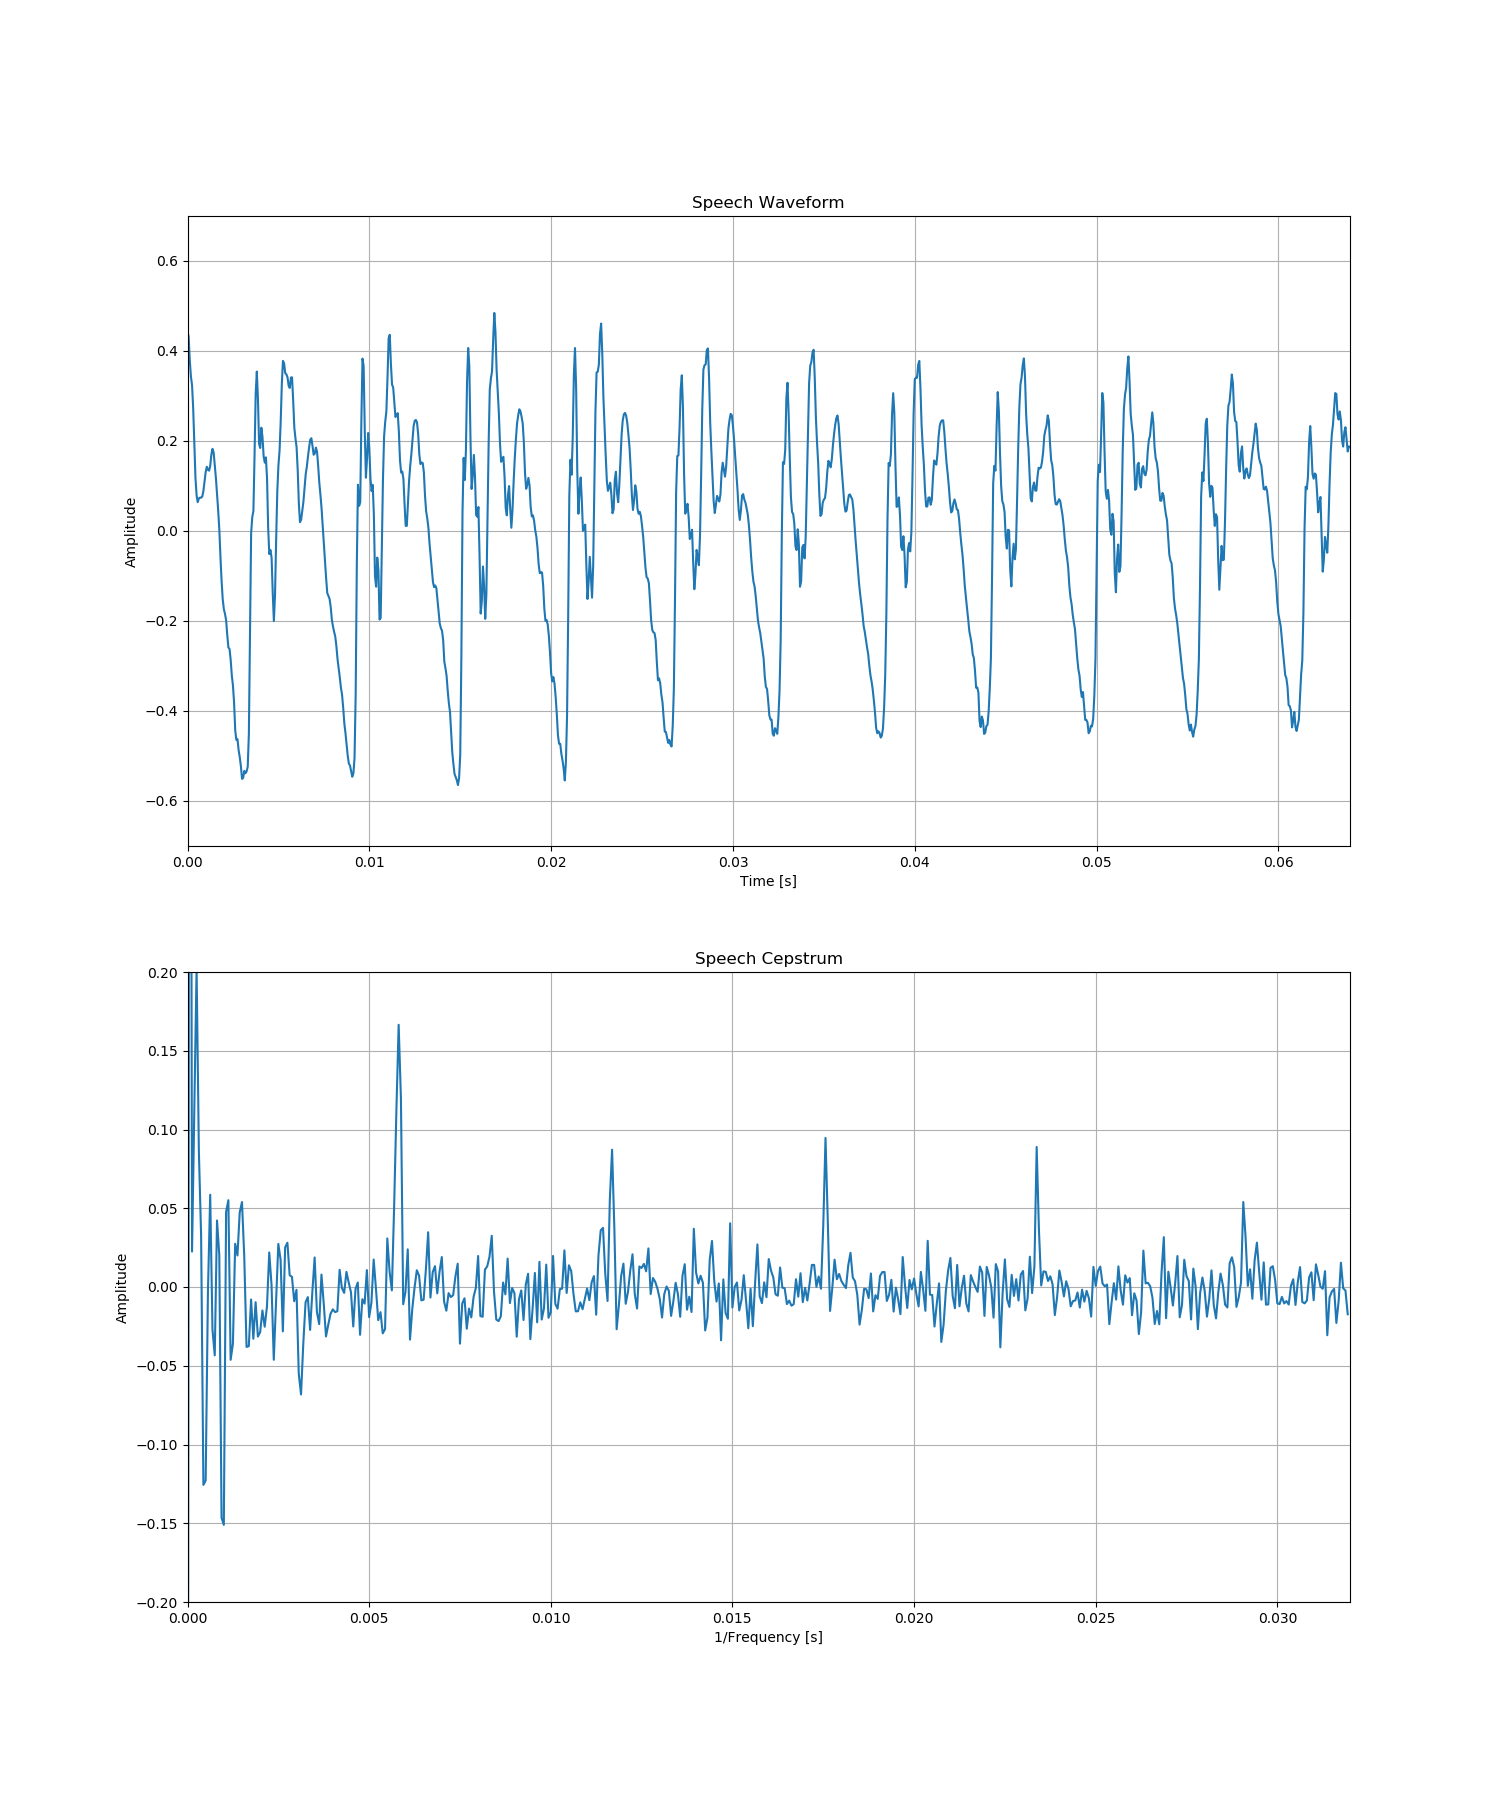 Speech Waveform
0.6
0.4
0.2
0.0
−0.2
−0.4
−0.6
Amplitude
0.00 0.01 0.02 0.03 0.04 0.05 0.06
Time [s]
Speech Cepstrum
0.20
0.15
0.10
0.05
0.00
−0.05
−0.10
−0.15
−0.20
Amplitude
0.000 0.005 0.010 0.015 0.020 0.025 0.030
1/Frequency [s]